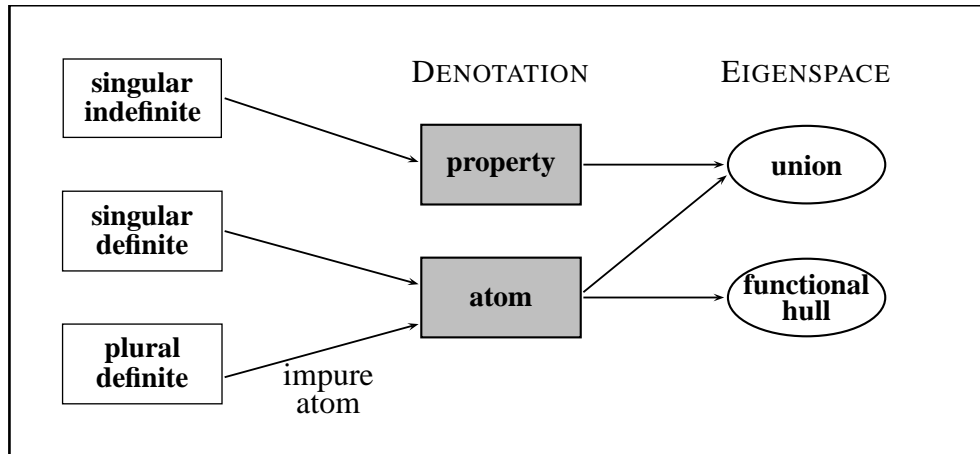 DENOTATION
EIGENSPACE
singular
indefinite
property
union
singular
definite
atom
functional
hull
plural
definite
impure
atom